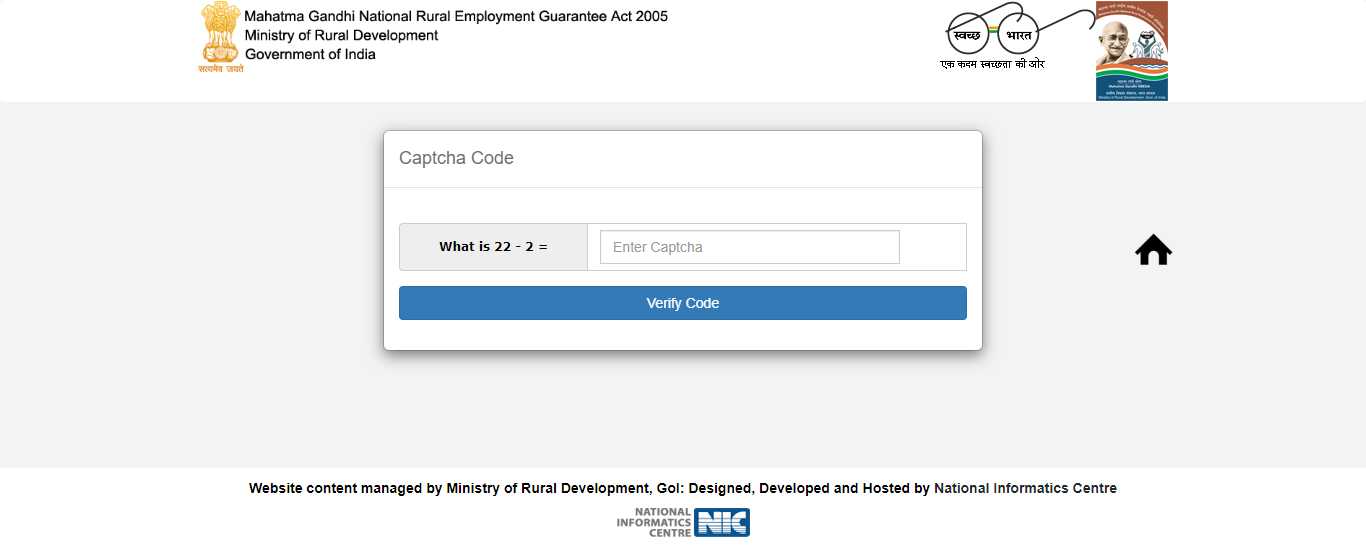 Mahatma Gandhi National Rural Employment Guarantee Act 2005
Ministry of Rural Development
Government of India
सत्यमेव जयते
स्वच्छ भारत
एक कदम स्वच्छता की ओर
Captcha Code
What is 22 - 2 =
Enter Captcha
Verify Code
Website content managed by Ministry of Rural Development, GoI: Designed, Developed and Hosted by National Informatics Centre
NATIONAL
INFORMATICS
CENTRE
NIC